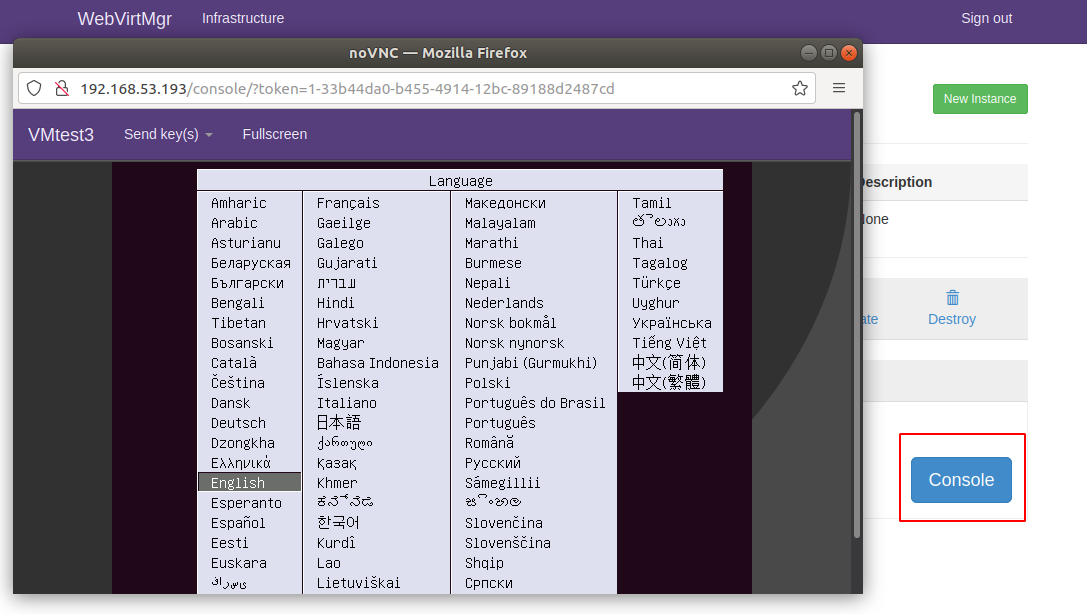 WebVirtMgr Infrastructure Sign out
noVNC — Mozilla Firefox
192.168.53.193/console/?token=1-33b44da0-b455-4914-12bc-89188d2487cd
VMtest3 Send key(s) Fullscreen
Language
Amharic
Arabic
Asturianu
Беларуская
Български
Bengali
Tibetan
Bosanski
Català
Čeština
Dansk
Deutsch
Dzongkha
Ελληνικά
English
Esperanto
Español
Eesti
Euskara
Français
Gaeilge
Galego
Gujarati
עברית
Hindi
Hrvatski
Magyar
Bahasa Indonesia
Íslenska
Italiano
日本語
ქართული
Қазақ
Khmer
ಕನ್ನಡ
한국어
Kurdî
Lao
Lietuviškai
Македонски
Malayalam
Marathi
Burmese
Nepali
Nederlands
Norsk bokmål
Norsk nynorsk
Punjabi (Gurmukhi)
Polski
Português do Brasil
Português
Română
Русский
Sámegillii
සිංහල
Slovenčina
Slovenščina
Shqip
Српски
Tamil
తెలుగు
Thai
Tagalog
Türkçe
Uyghur
Українська
Tiếng Việt
中文(简体)
中文(繁體)
New Instance
Description
None
ate
Destroy
Console